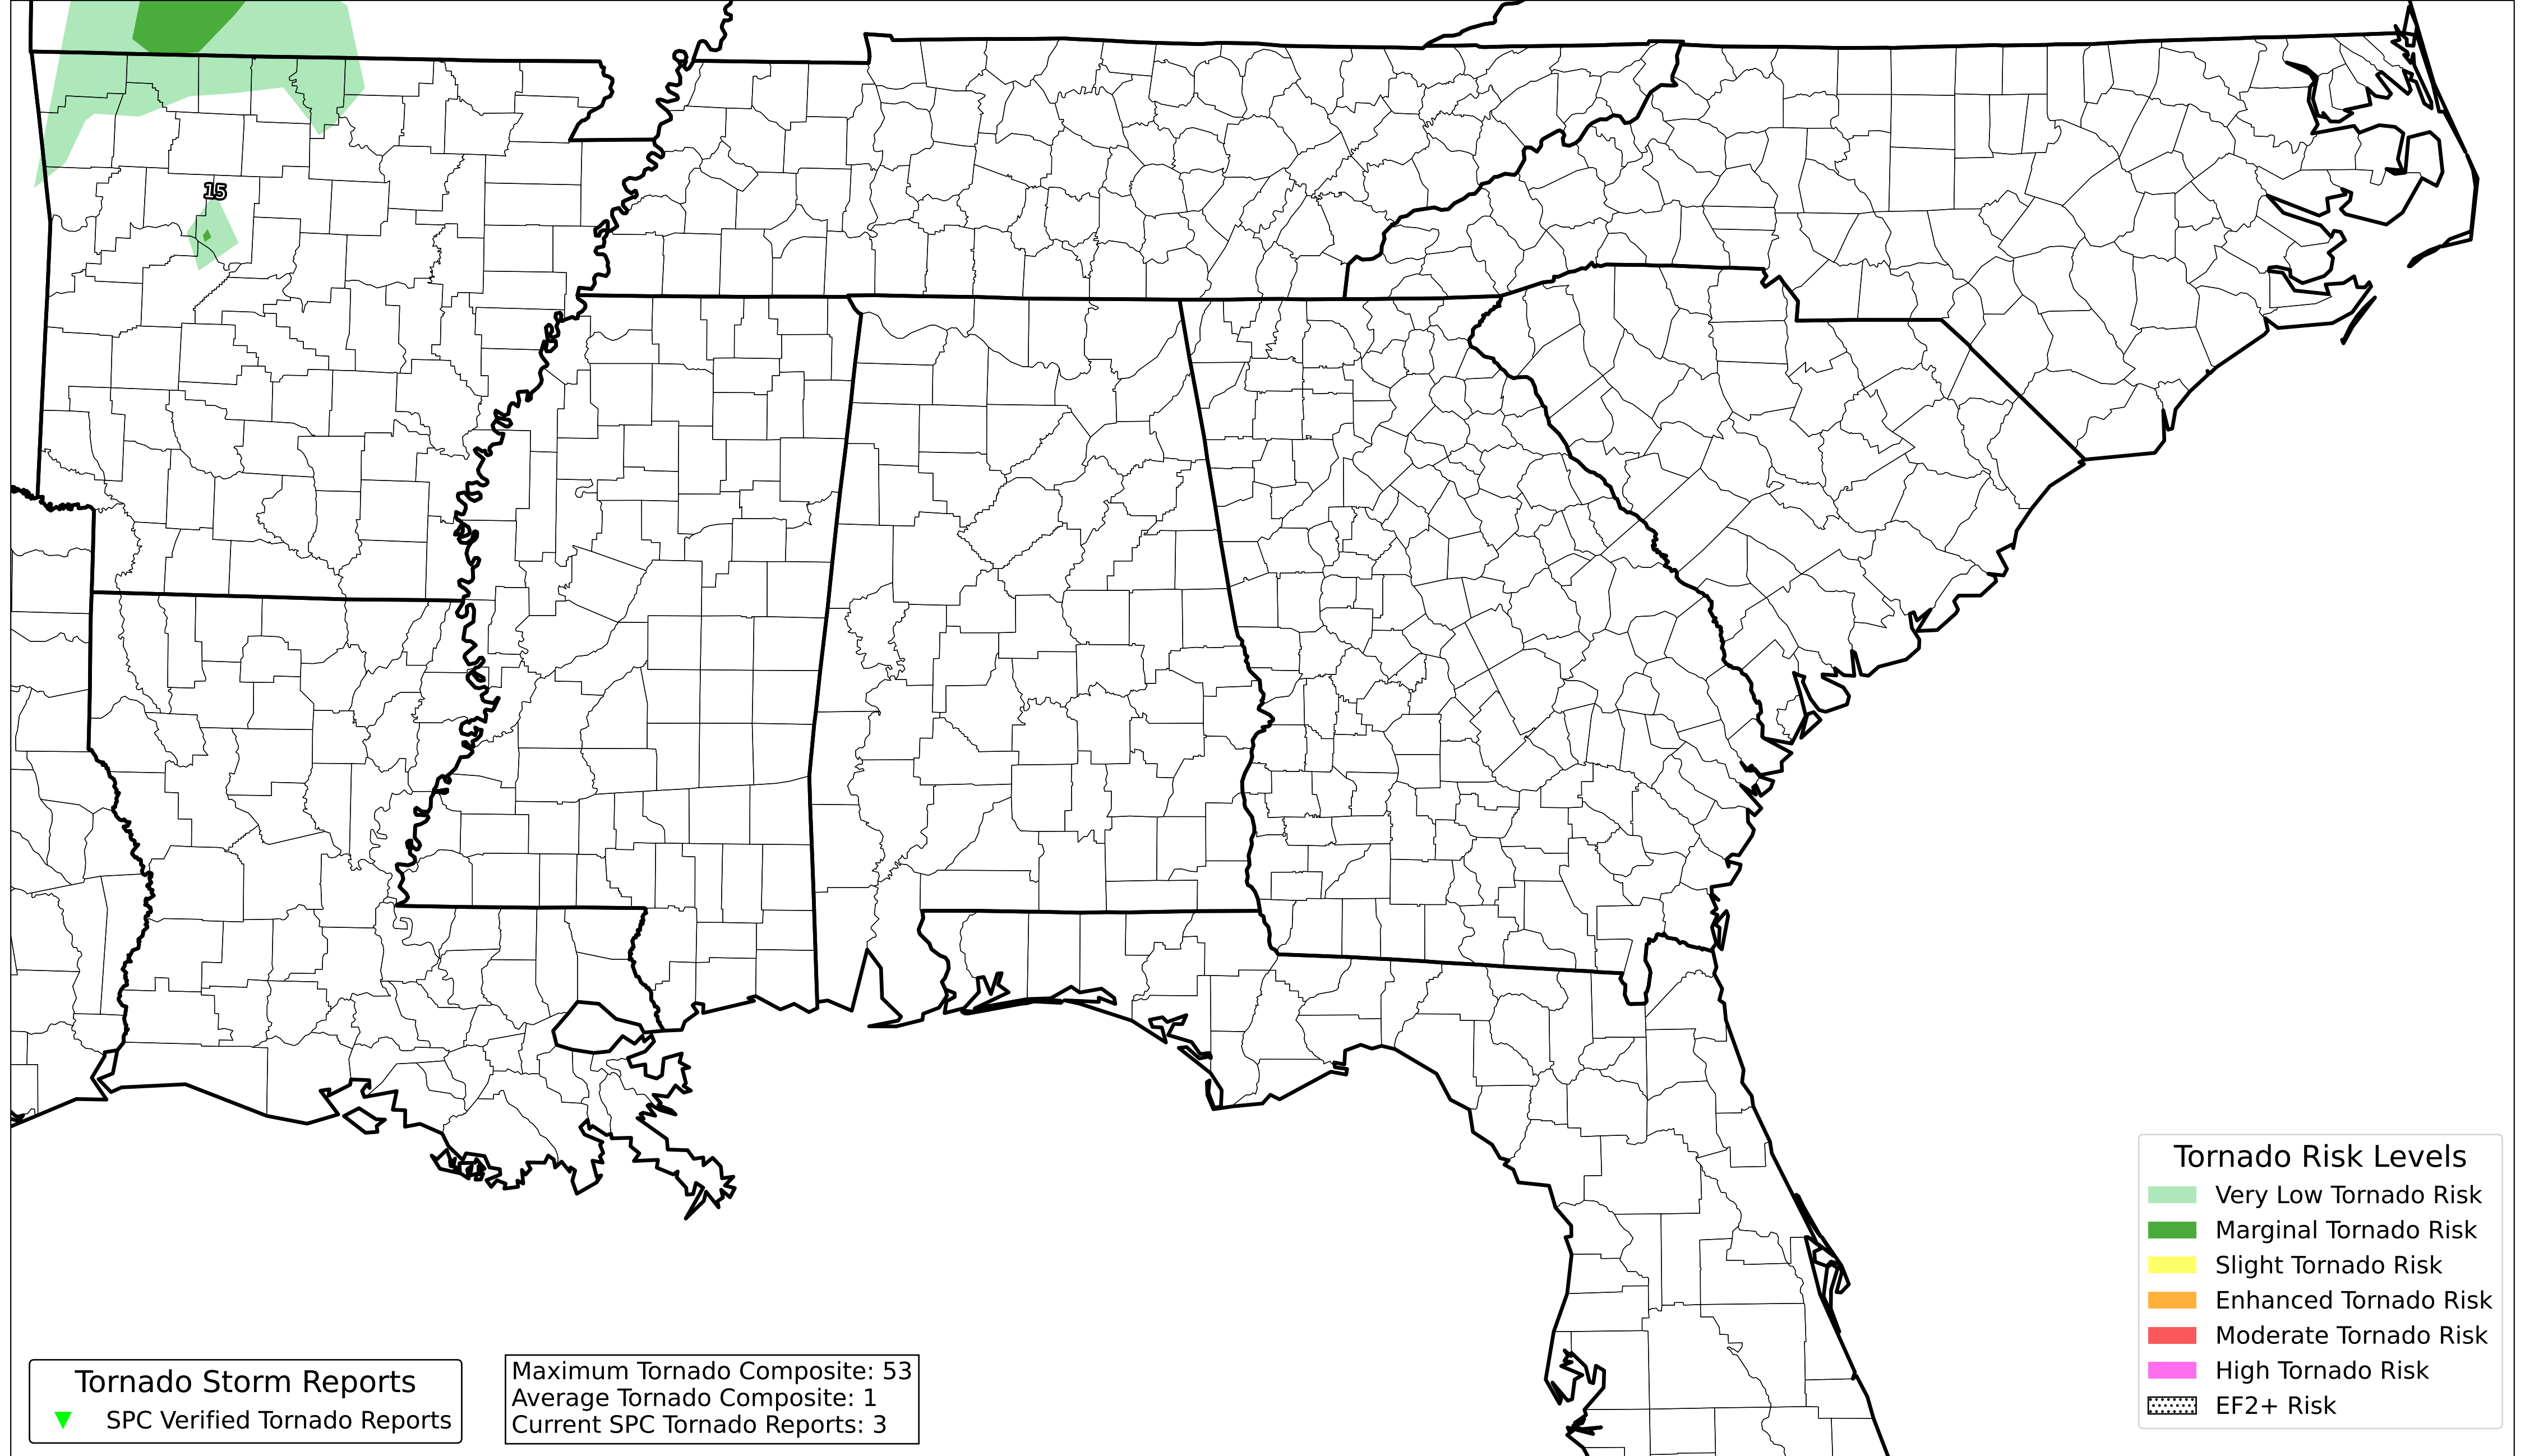 15
Tornado Risk Levels
Very Low Tornado Risk
Marginal Tornado Risk
Slight Tornado Risk
Enhanced Tornado Risk
Moderate Tornado Risk
High Tornado Risk
EF2+ Risk
Tornado Storm Reports
SPC Verified Tornado Reports
Maximum Tornado Composite: 53
Average Tornado Composite: 1
Current SPC Tornado Reports: 3